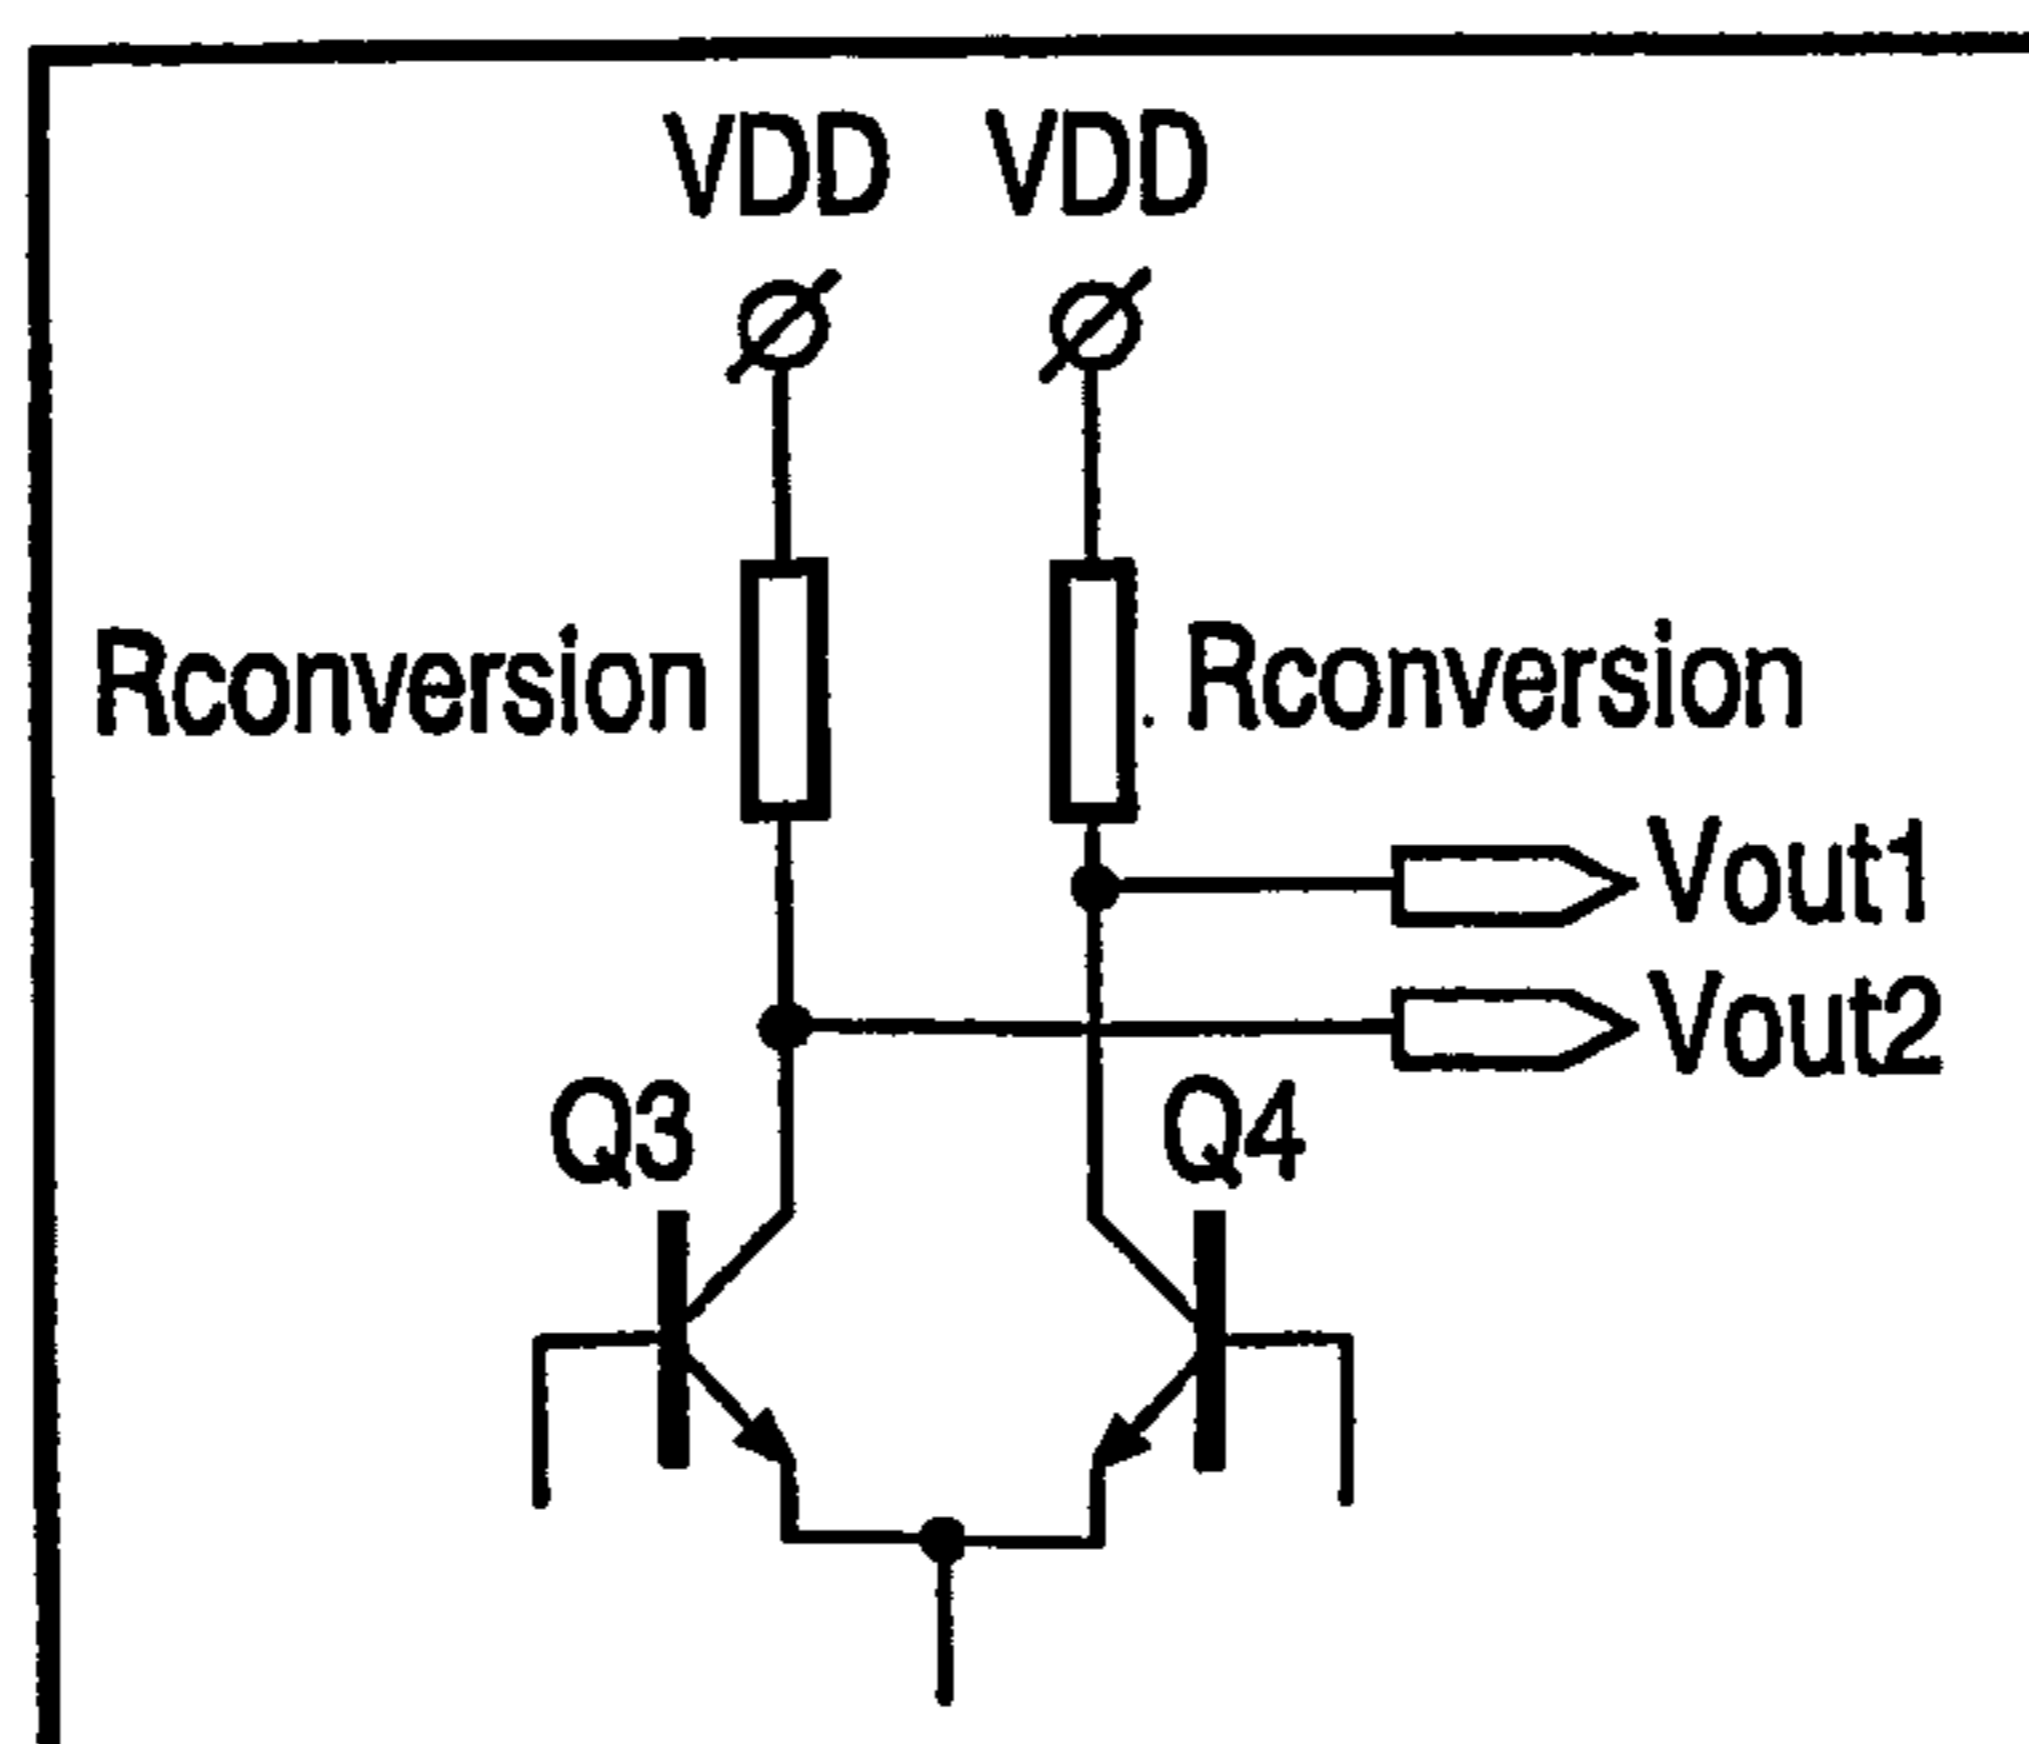 VDD VDD
Rconversion Rconversion
Vout1
Vout2
Q3 Q4